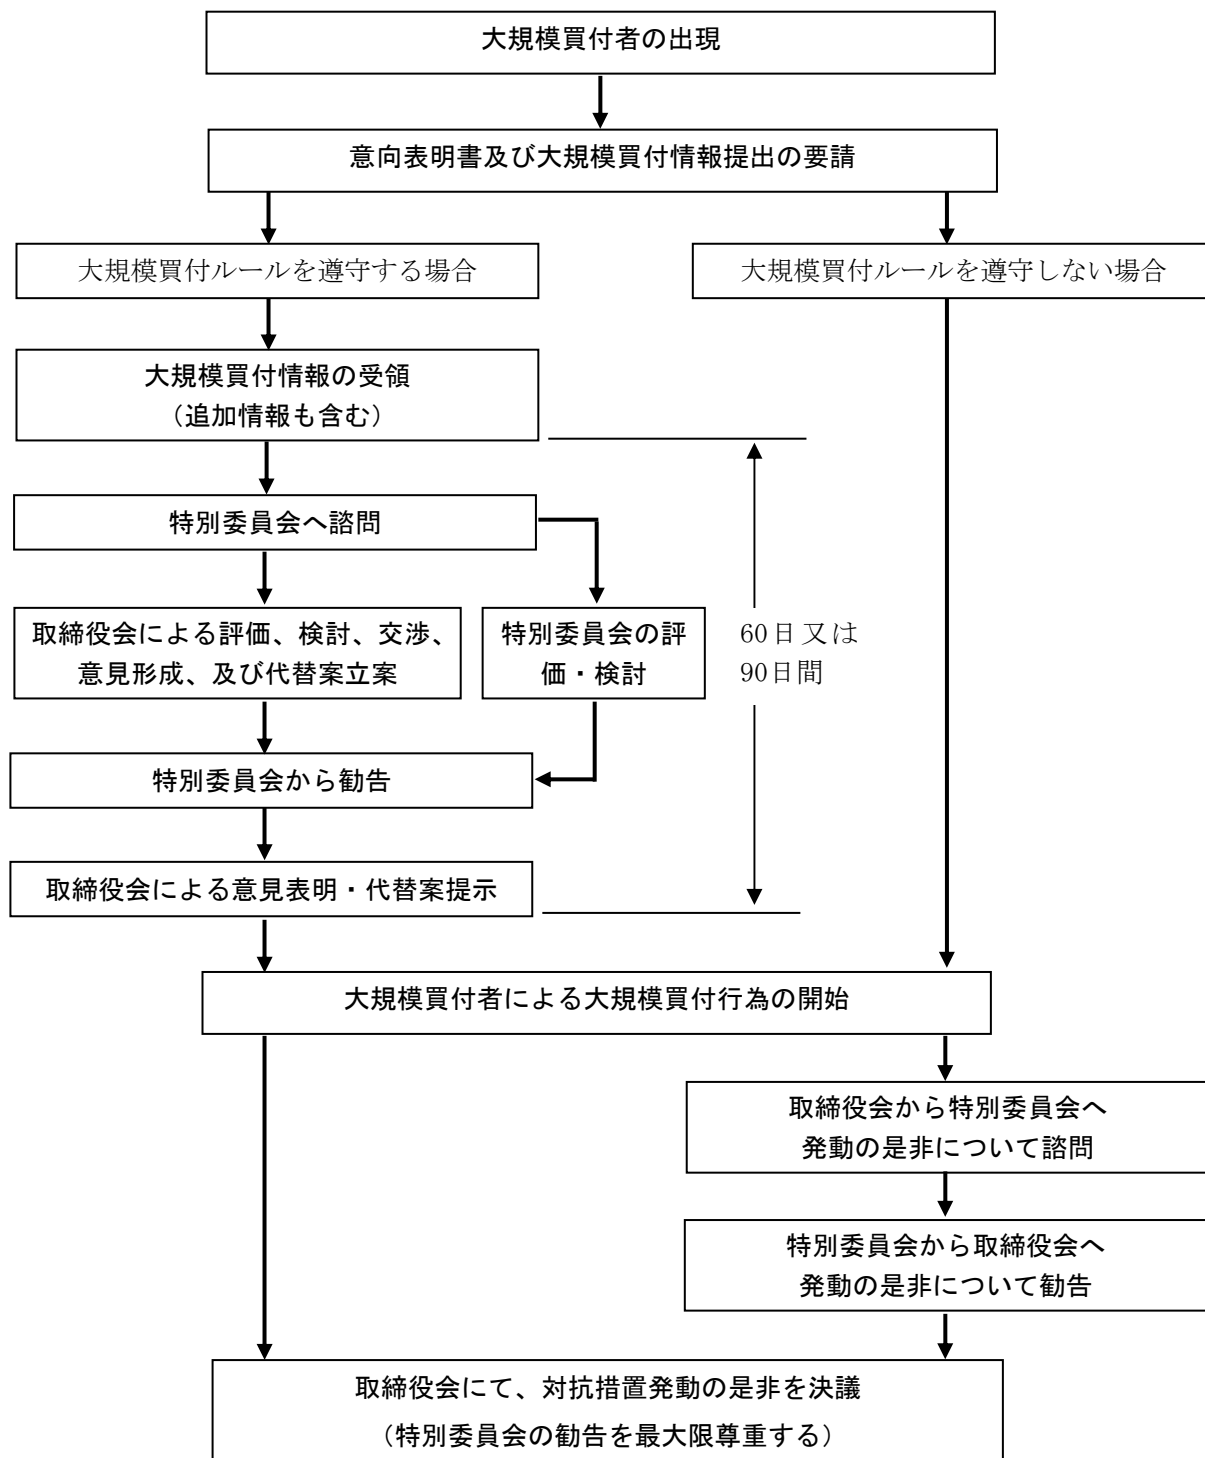 大規模買付者の出現
意向表明書及び大規模買付情報提出の要請
大規模買付ルールを遵守する場合
大規模買付ルールを遵守しない場合
大規模買付情報の受領
（追加情報も含む）
特別委員会へ諮問
取締役会による評価、検討、交渉、
意見形成、及び代替案立案
特別委員会の評
価・検討
60日又は
90日間
特別委員会から勧告
取締役会による意見表明・代替案提示
大規模買付者による大規模買付行為の開始
取締役会から特別委員会へ
発動の是非について諮問
特別委員会から取締役会へ
発動の是非について勧告
取締役会にて、対抗措置発動の是非を決議
（特別委員会の勧告を最大限尊重する）